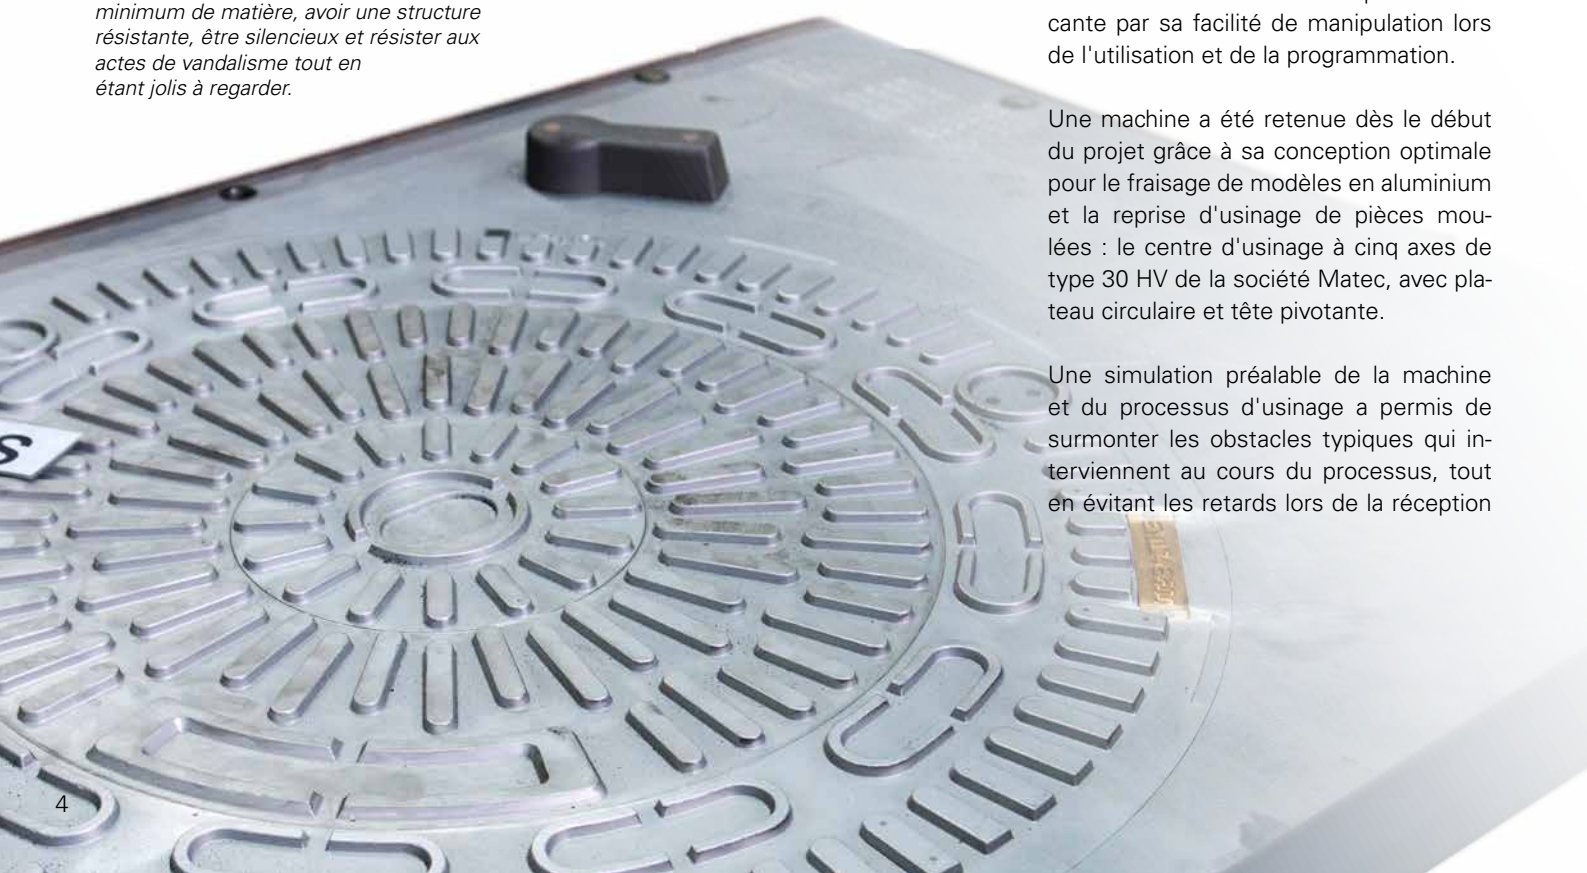 minimum de matière, avoir une structure
résistante, être silencieux et résister aux
actes de vandalisme tout en
étant jolis à regarder.
cante par sa facilité de manipulation lors
de l'utilisation et de la programmation.
Une machine a été retenue dès le début
du projet grâce à sa conception optimale
pour le fraisage de modèles en aluminium
et la reprise d'usinage de pièces mou-
lées : le centre d'usinage à cinq axes de
type 30 HV de la société Matec, avec pla-
teau circulaire et tête pivotante.
Une simulation préalable de la machine
et du processus d'usinage a permis de
surmonter les obstacles typiques qui in-
terviennent au cours du processus, tout
en évitant les retards lors de la réception
S
4